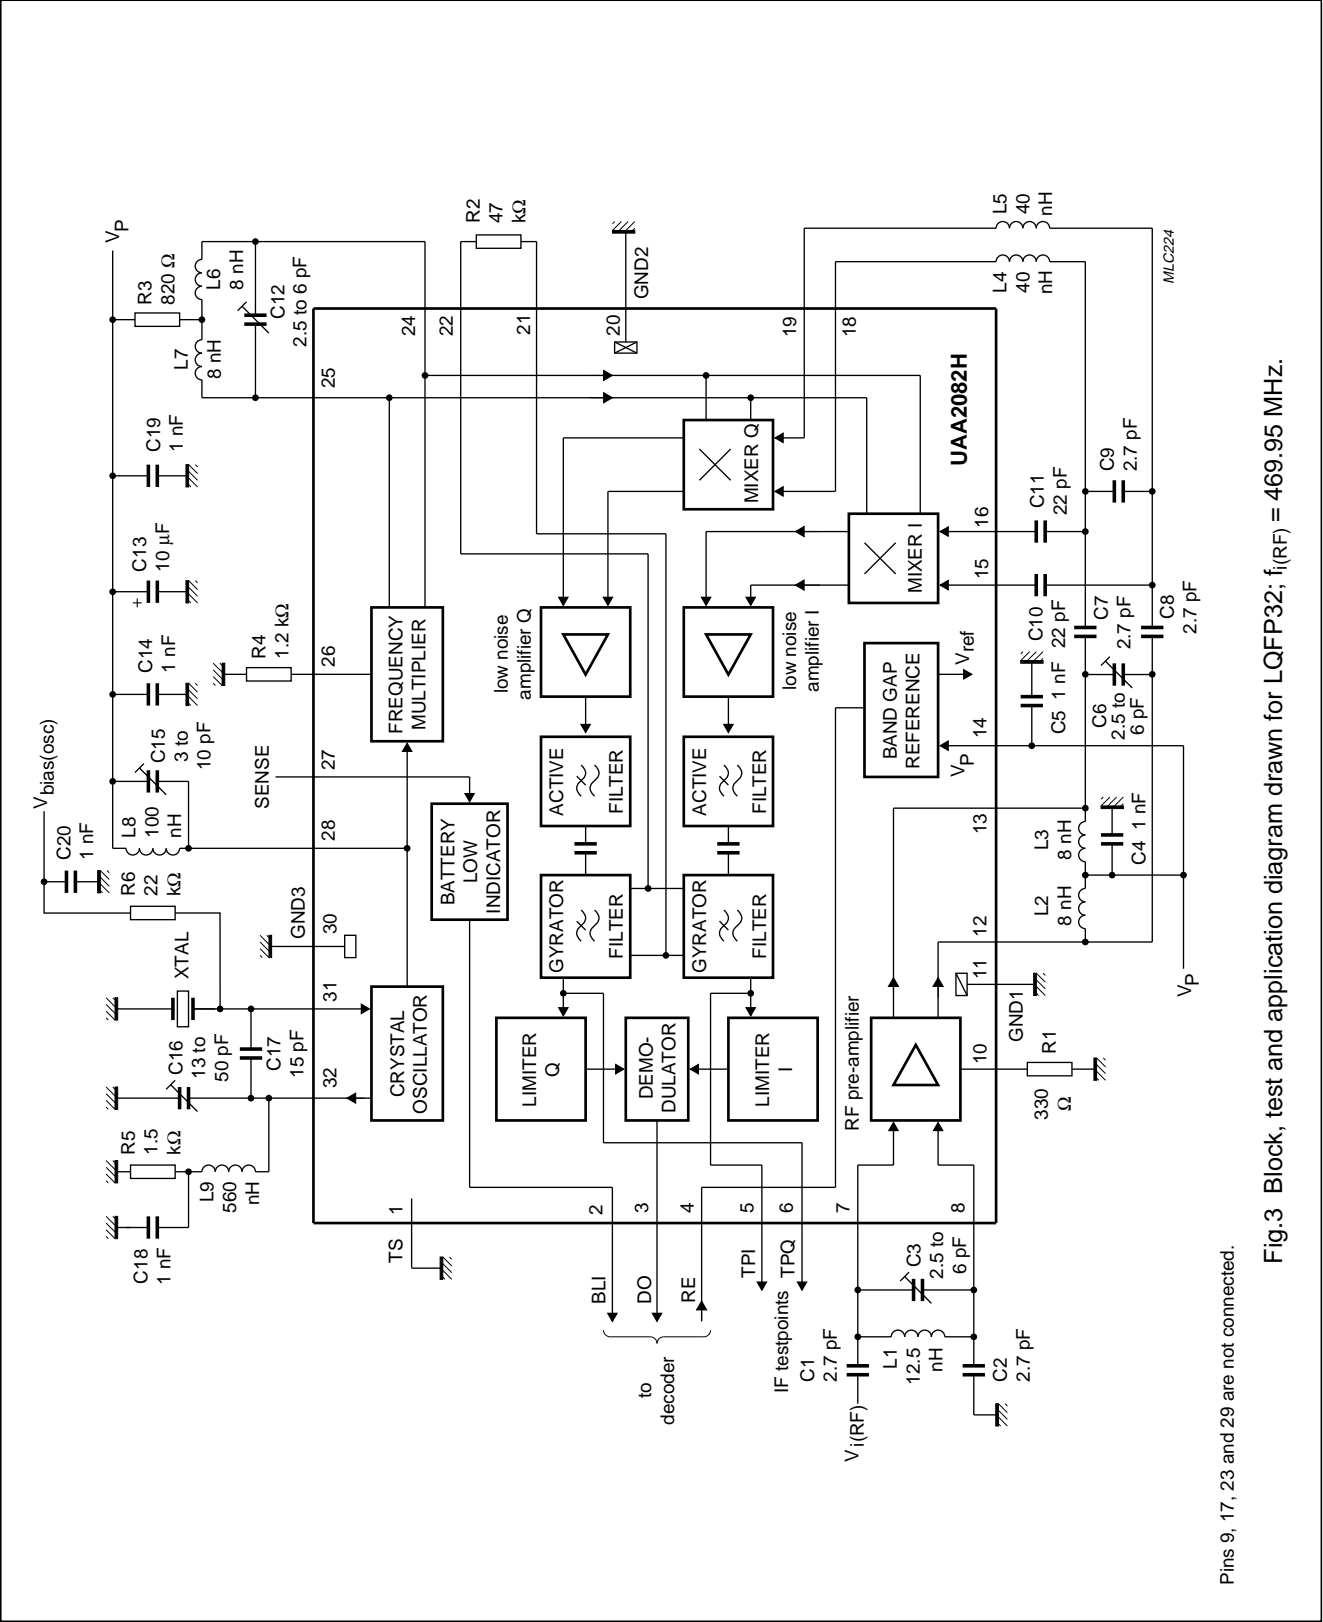 V bias(osc)
C20
1 nF
R6
22
kΩ
L8
100
nH
C15
3 to
10 pF
C14
1 nF
C13
10 µF
+
C19
1 nF
VP
R3
820 Ω
L7
8 nH
L6
8 nH
C12
2.5 to 6 pF
C18
1 nF
R5
1.5
kΩ
L9
560
nH
C16
13 to
50 pF
C17
15 pF
XTAL
GND3
SENSE
R4
1.2 kΩ
R2
47
kΩ
GND2
TS
1
32
31
30
28
27
26
25
24
22
21
20
19
18
CRYSTAL
OSCILLATOR
BATTERY
LOW
INDICATOR
FREQUENCY
MULTIPLIER
LIMITER
Q
GYRATOR
FILTER
ACTIVE
FILTER
low noise
amplifier Q
MIXER Q
DEMO-
DULATOR
LIMITER
I
GYRATOR
FILTER
ACTIVE
FILTER
low noise
amplifier I
MIXER I
RF pre-amplifier
BAND GAP
REFERENCE
Vref
VP
UAA2082H
BLI
2
DO
3
RE
4
TPI
5
TPQ
6
7
8
to
decoder
IF testpoints
C1
2.7 pF
Vi(RF)
L1
12.5
nH
C3
2.5 to
6 pF
C2
2.7 pF
10
R1
330
Ω
11
GND1
12
13
14
15
16
L2
8 nH
L3
8 nH
C4 1 nF
VP
C5 1 nF
C6
2.5 to
6 pF
C10
22 pF
C7
2.7 pF
C8
2.7 pF
C11
22 pF
C9
2.7 pF
L4
40
nH
L5
40
nH
MLC224
Pins 9, 17, 23 and 29 are not connected.
Fig.3 Block, test and application diagram drawn for LQFP32; fi(RF) = 469.95 MHz.